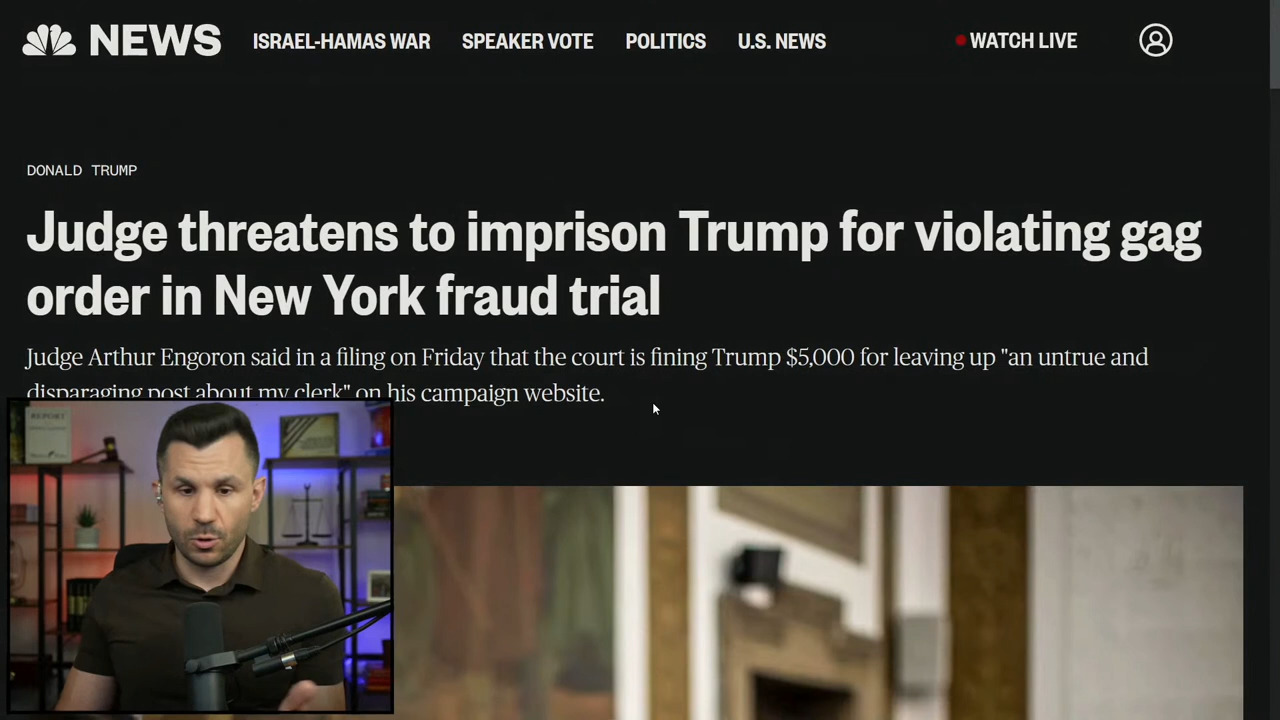 NEWS ISRAEL-HAMAS WAR SPEAKER VOTE POLITICS U.S. NEWS WATCH LIVE
DONALD TRUMP
Judge threatens to imprison Trump for violating gag
order in New York fraud trial
Judge Arthur Engoron said in a filing on Friday that the court is fining Trump $5,000 for leaving up "an untrue and
disparaging post about my clerk" on his campaign website.
REPORT